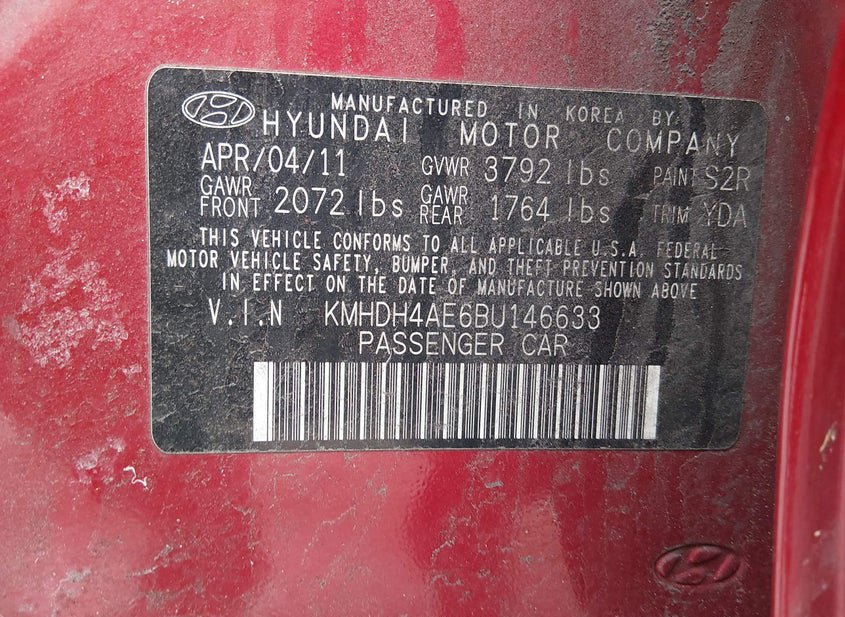 MANUFACTURED IN KOREA BY:
HYUNDAI MOTOR COMPANY
APR/04/11 GVWR 3792 lbs PAINT S2R
GAWR FRONT 2072 lbs GAWR REAR 1764 lbs TRIM YDA
THIS VEHICLE CONFORMS TO ALL APPLICABLE U.S.A. FEDERAL
MOTOR VEHICLE SAFETY, BUMPER, AND THEFT PREVENTION STANDARDS
IN EFFECT ON THE DATE OF MANUFACTURE SHOWN ABOVE
V.I.N KMHDH4AE6BU146633
PASSENGER CAR